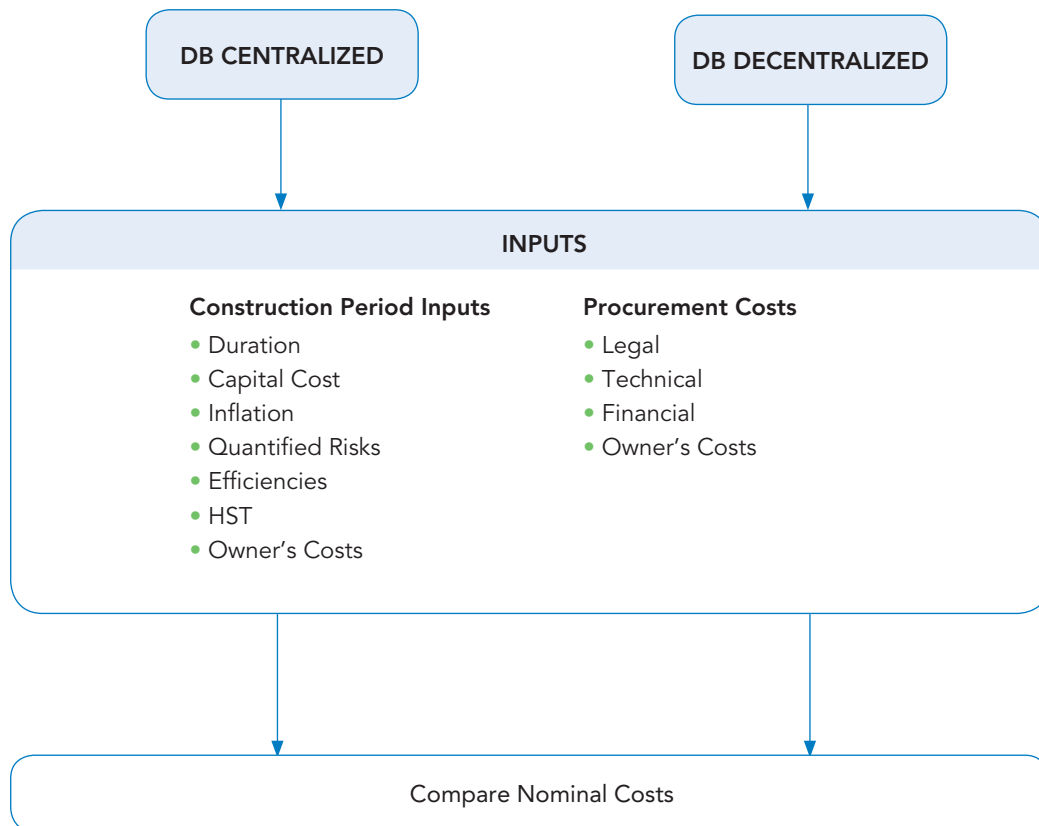 DB CENTRALIZED
DB DECENTRALIZED
INPUTS
Construction Period Inputs
• Duration
• Capital Cost
• Inflation
• Quantified Risks
• Efficiencies
• HST
• Owner’s Costs
Procurement Costs
• Legal
• Technical
• Financial
• Owner’s Costs
Compare Nominal Costs